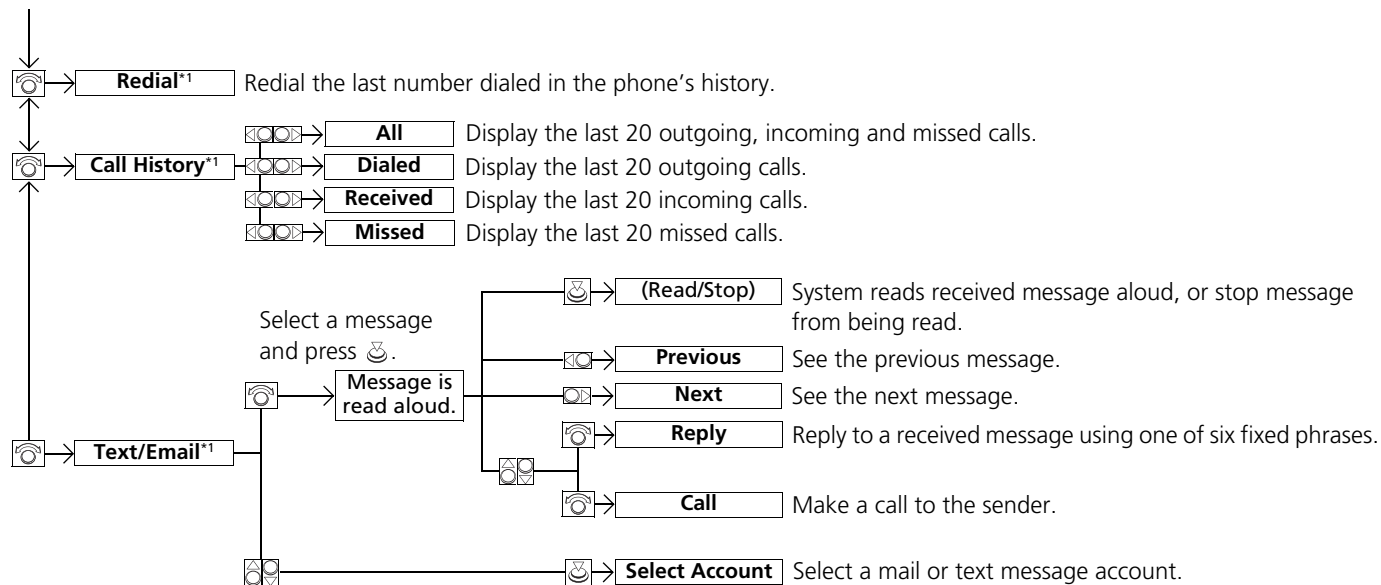 Redial*1 Redial the last number dialed in the phone's history.
All Display the last 20 outgoing, incoming and missed calls.
Call History*1 Dialed Display the last 20 outgoing calls.
Received Display the last 20 incoming calls.
Missed Display the last 20 missed calls.
(Read/Stop) System reads received message aloud, or stop message
from being read.
Select a message
and press .
Previous See the previous message.
Message is
read aloud.
Next See the next message.
Reply Reply to a received message using one of six fixed phrases.
Text/Email*1
Call Make a call to the sender.
Select Account Select a mail or text message account.